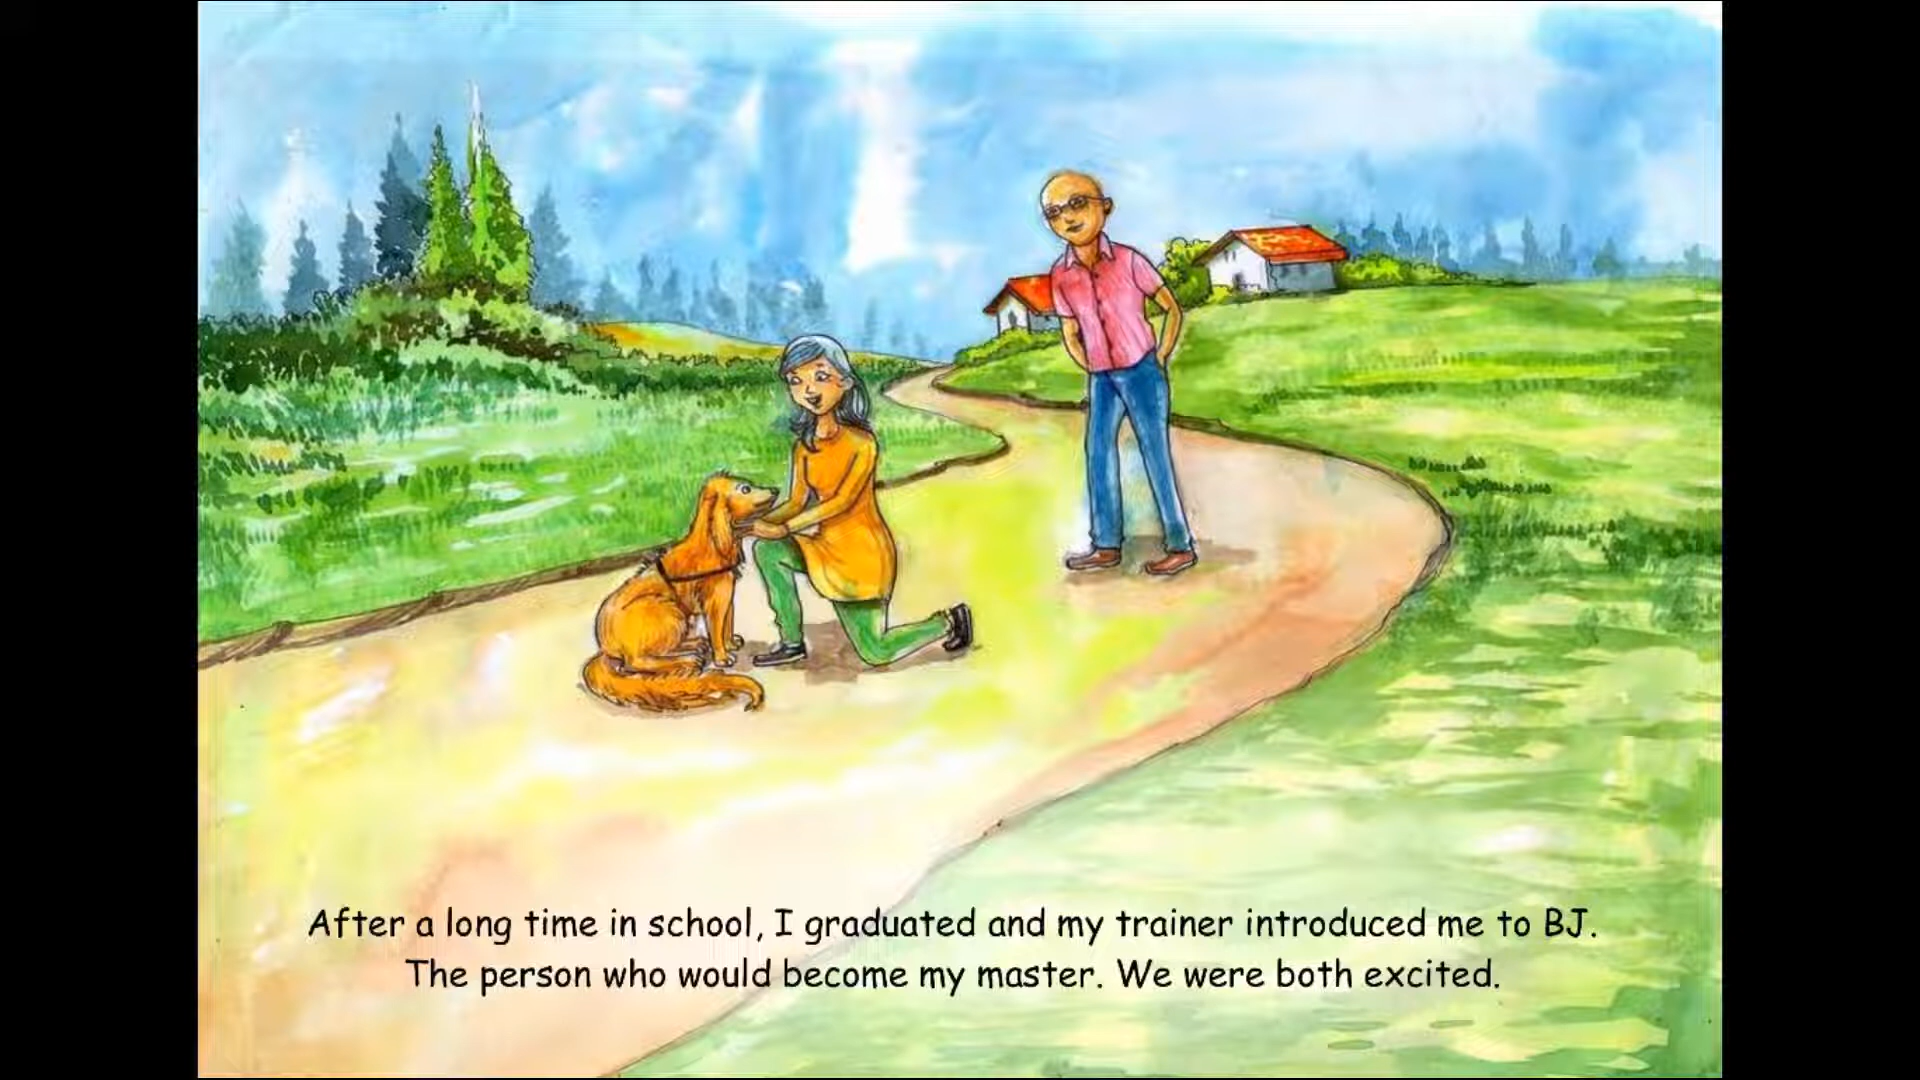 After a long time in school, I graduated and my trainer introduced me to BJ.
The person who would become my master. We were both excited.